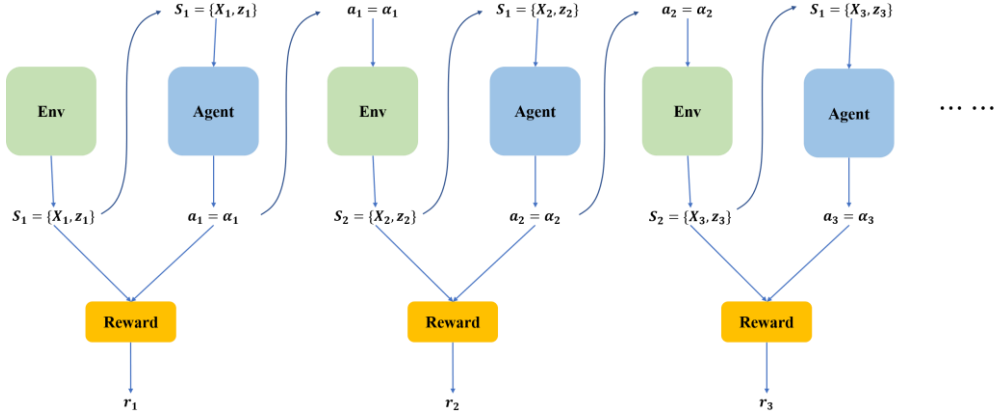 S₁ = {X₁, z₁} a₁ = α₁ S₁ = {X₂, z₂} a₂ = α₂ S₁ = {X₃, z₃}
Env Agent Env Agent Env Agent … …
S₁ = {X₁, z₁} a₁ = α₁ S₂ = {X₂, z₂} a₂ = α₂ S₂ = {X₃, z₃} a₃ = α₃
Reward Reward Reward
r₁ r₂ r₃